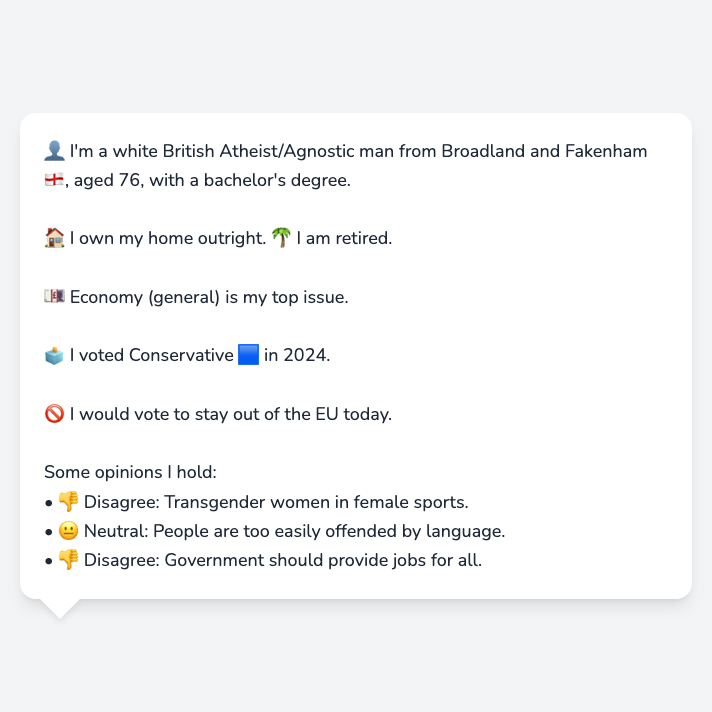 👤 I'm a white British Atheist/Agnostic man from Broadland and Fakenham
🏴󠁧󠁢󠁥󠁮󠁧󠁿, aged 76, with a bachelor's degree.
🏠 I own my home outright. 🌴 I am retired.
💷 Economy (general) is my top issue.
🗳️ I voted Conservative 🟦 in 2024.
🚫 I would vote to stay out of the EU today.
Some opinions I hold:
• 👎 Disagree: Transgender women in female sports.
• 😐 Neutral: People are too easily offended by language.
• 👎 Disagree: Government should provide jobs for all.